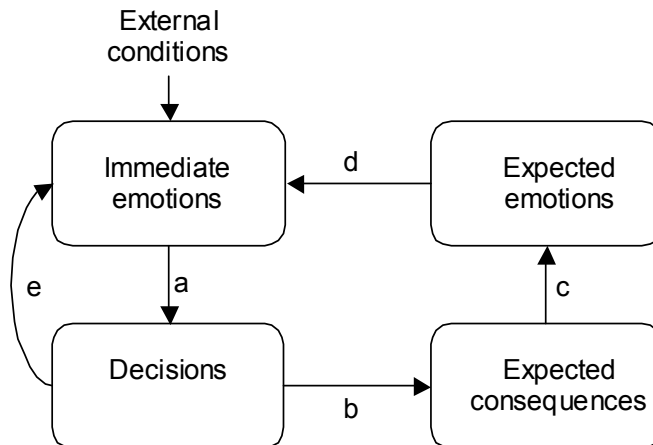 External
conditions
Immediate
emotions
d
Expected
emotions
e
a
c
Decisions
b
Expected
consequences